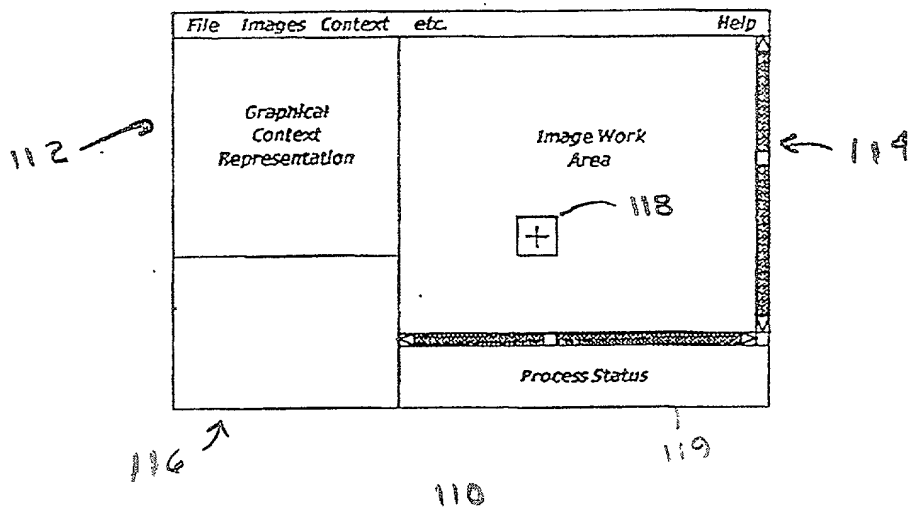 File Images Context etc. Help
Graphical
Context
Representation
112
Image Work
Area
114
118
Process Status
116
119
110